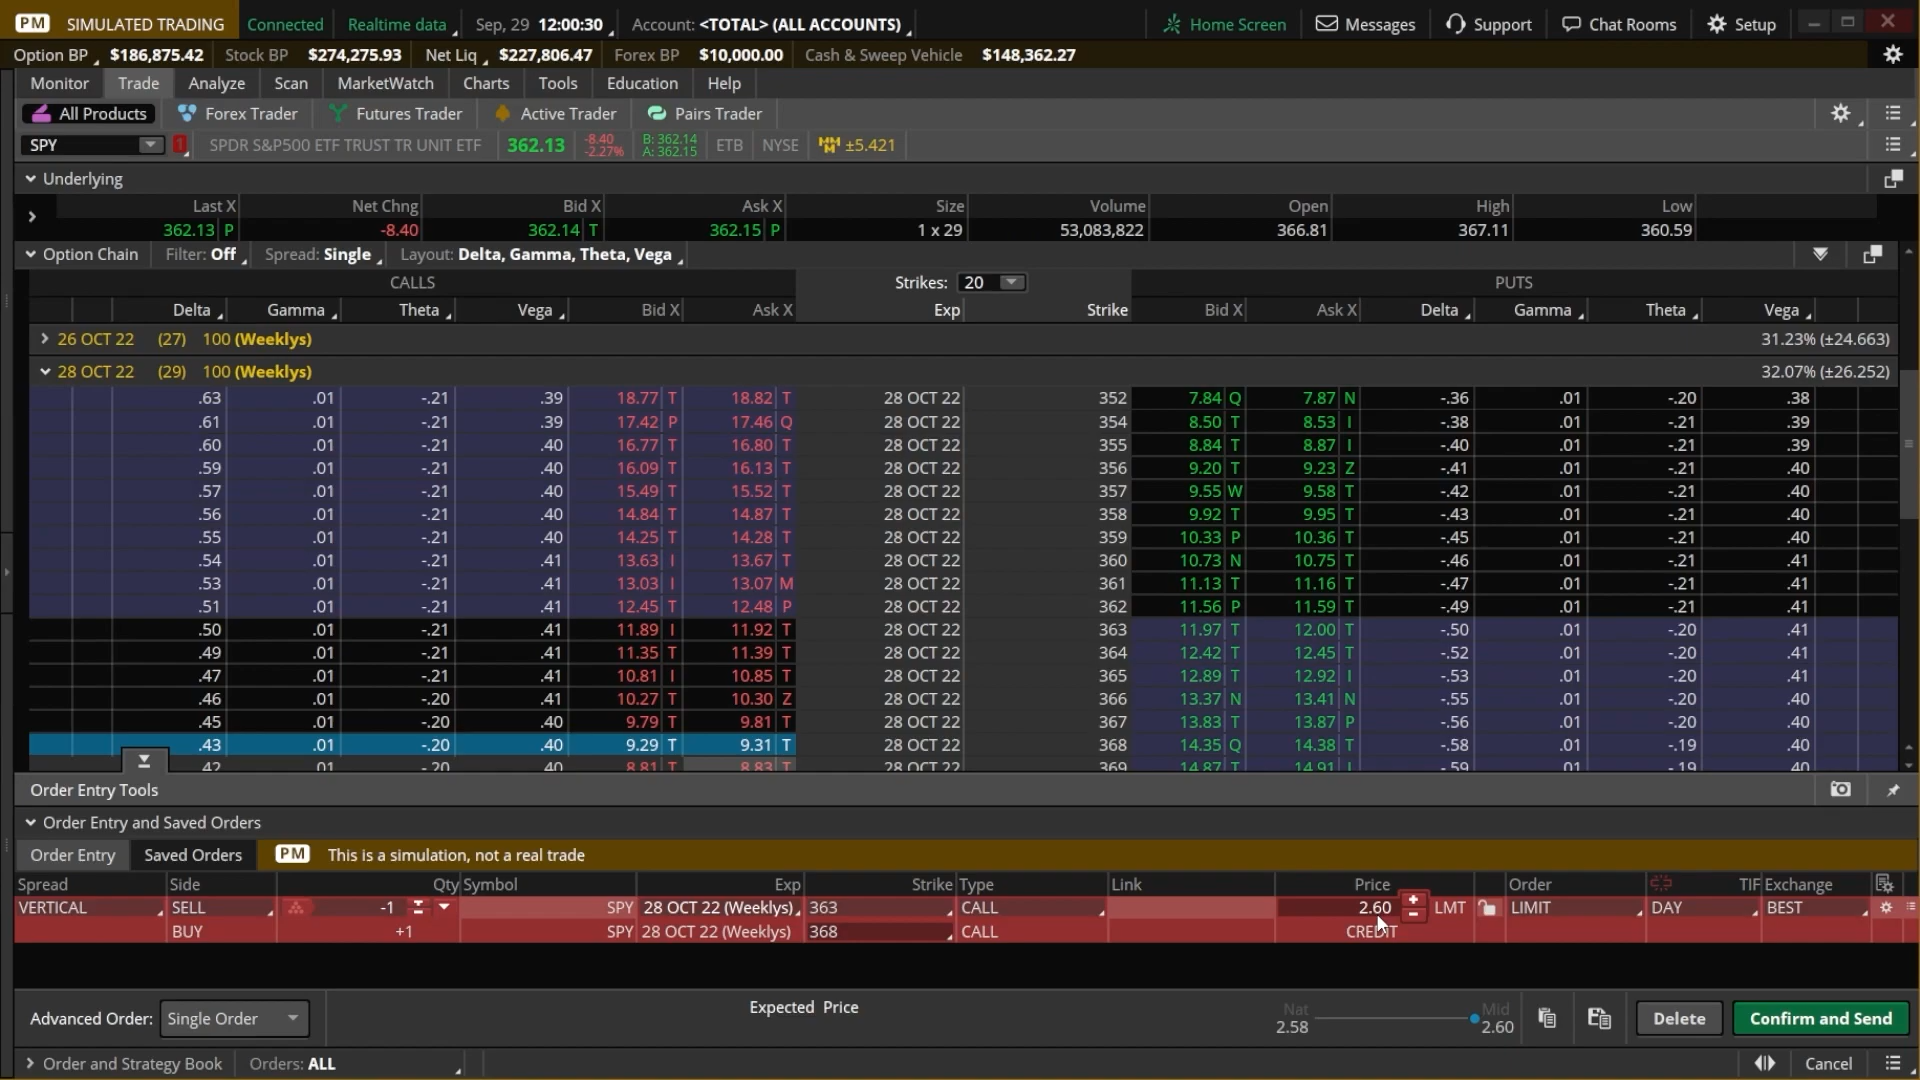 PM SIMULATED TRADING Connected Realtime data Sep, 29 12:00:30 Account: <TOTAL> (ALL ACCOUNTS) Home Screen Messages Support Chat Rooms Setup
Option BP $186,875.42 Stock BP $274,275.93 Net Liq $227,806.47 Forex BP $10,000.00 Cash & Sweep Vehicle $148,362.27
Monitor Trade Analyze Scan MarketWatch Charts Tools Education Help
All Products Forex Trader Futures Trader Active Trader Pairs Trader
SPY 1 SPDR S&P500 ETF TRUST TR UNIT ETF 362.13 -8.40 -2.27% B: 362.14 A: 362.15 ETB NYSE ±5.421
Underlying
Last X Net Chng Bid X Ask X Size Volume Open High Low
362.13 P -8.40 362.14 T 362.15 P 1 x 29 53,083,822 366.81 367.11 360.59
Option Chain Filter: Off Spread: Single Layout: Delta, Gamma, Theta, Vega
CALLS Strikes: 20 PUTS
Delta Gamma Theta Vega Bid X Ask X Exp Strike Bid X Ask X Delta Gamma Theta Vega
26 OCT 22 (27) 100 (Weeklys) 31.23% (±24.663)
28 OCT 22 (29) 100 (Weeklys) 32.07% (±26.252)
.63 .01 -.21 .39 18.77 T 18.82 T 28 OCT 22 352 7.84 Q 7.87 N -.36 .01 -.20 .38
.61 .01 -.21 .39 17.42 P 17.46 Q 28 OCT 22 354 8.50 T 8.53 I -.38 .01 -.21 .39
.60 .01 -.21 .40 16.77 T 16.80 T 28 OCT 22 355 8.84 T 8.87 I -.40 .01 -.21 .39
.59 .01 -.21 .40 16.09 T 16.13 T 28 OCT 22 356 9.20 T 9.23 Z -.41 .01 -.21 .40
.57 .01 -.21 .40 15.49 T 15.52 T 28 OCT 22 357 9.55 W 9.58 T -.42 .01 -.21 .40
.56 .01 -.21 .40 14.84 T 14.87 T 28 OCT 22 358 9.92 T 9.95 T -.43 .01 -.21 .40
.55 .01 -.21 .40 14.25 T 14.28 T 28 OCT 22 359 10.33 P 10.36 T -.45 .01 -.21 .40
.54 .01 -.21 .41 13.63 I 13.67 T 28 OCT 22 360 10.73 N 10.75 T -.46 .01 -.21 .41
.53 .01 -.21 .41 13.03 I 13.07 M 28 OCT 22 361 11.13 T 11.16 T -.47 .01 -.21 .41
.51 .01 -.21 .41 12.45 T 12.48 P 28 OCT 22 362 11.56 P 11.59 T -.49 .01 -.21 .41
.50 .01 -.21 .41 11.89 I 11.92 T 28 OCT 22 363 11.97 T 12.00 T -.50 .01 -.20 .41
.49 .01 -.21 .41 11.35 T 11.39 T 28 OCT 22 364 12.42 T 12.45 T -.52 .01 -.20 .41
.47 .01 -.21 .41 10.81 I 10.85 T 28 OCT 22 365 12.89 T 12.92 I -.53 .01 -.20 .41
.46 .01 -.20 .41 10.27 T 10.30 Z 28 OCT 22 366 13.37 N 13.41 N -.55 .01 -.20 .40
.45 .01 -.20 .40 9.79 T 9.81 T 28 OCT 22 367 13.83 T 13.87 P -.56 .01 -.20 .40
.43 .01 -.20 .40 9.29 T 9.31 T 28 OCT 22 368 14.35 Q 14.38 T -.58 .01 -.19 .40
.42 .01 -.20 .40 8.81 T 8.83 T 28 OCT 22 369 14.87 T 14.91 I -.59 .01 -.19 .40
Order Entry Tools
Order Entry and Saved Orders
Order Entry Saved Orders PM This is a simulation, not a real trade
Spread Side Qty Symbol Exp Strike Type Link Price Order TIF Exchange
VERTICAL SELL -1 SPY 28 OCT 22 (Weeklys) 363 CALL 2.60 LMT LIMIT DAY BEST
BUY +1 SPY 28 OCT 22 (Weeklys) 368 CALL CREDIT
Advanced Order: Single Order Expected Price Nat 2.58 Mid 2.60 Delete Confirm and Send
Order and Strategy Book Orders: ALL Cancel